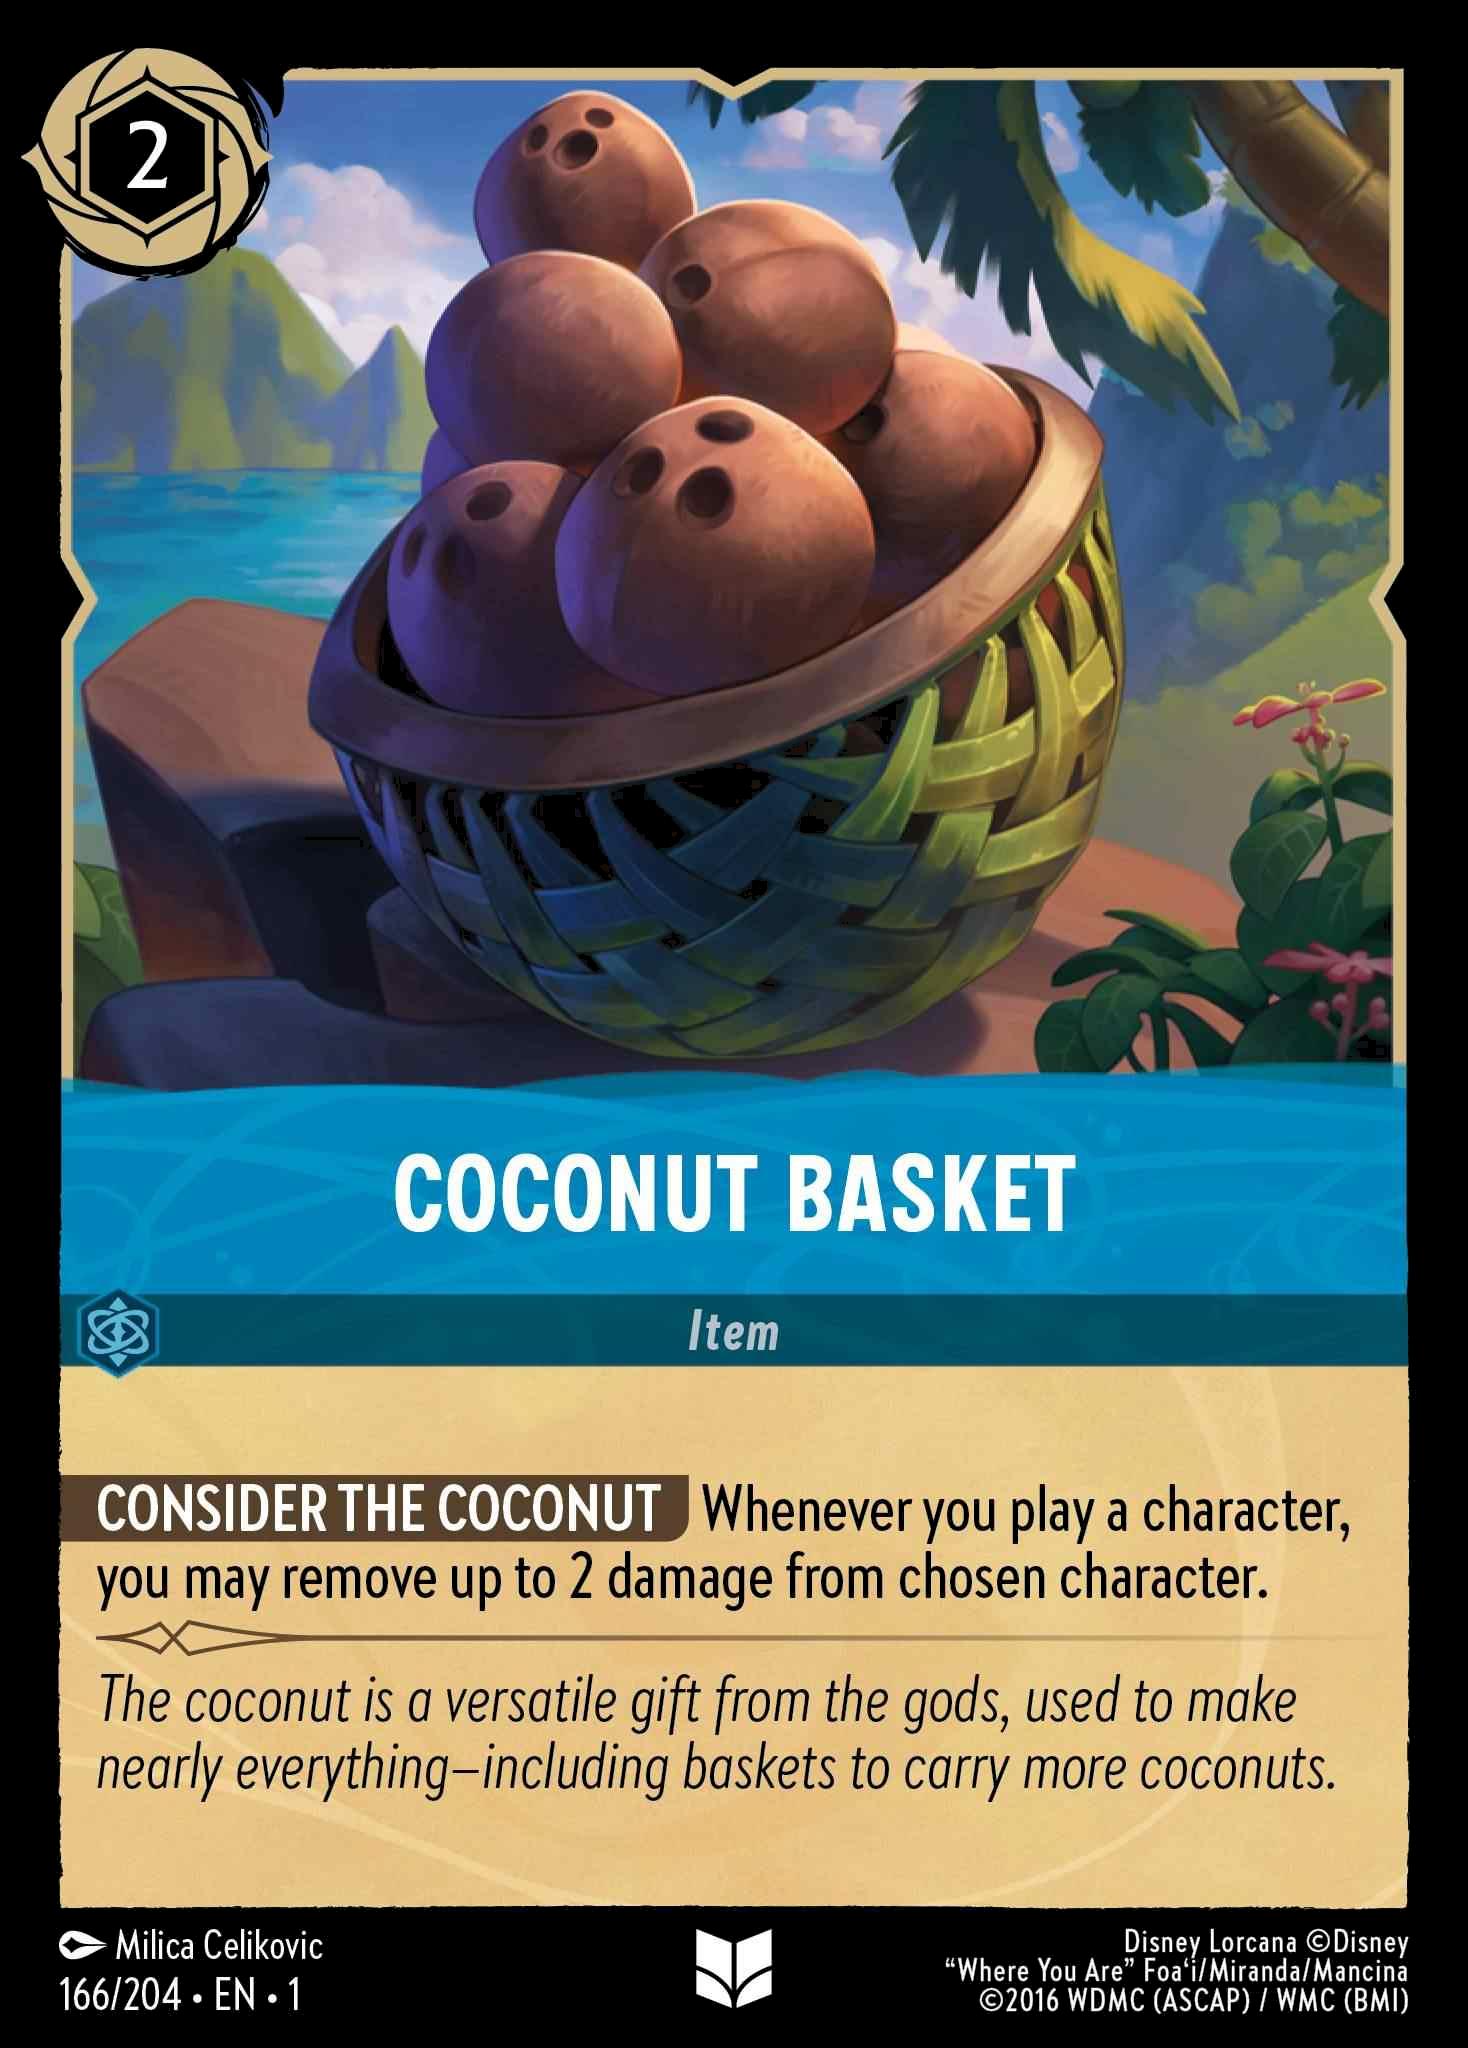 2
COCONUT BASKET
Item
CONSIDER THE COCONUT Whenever you play a character,
you may remove up to 2 damage from chosen character.
The coconut is a versatile gift from the gods, used to make
nearly everything–including baskets to carry more coconuts.
Milica Celikovic
166/204 • EN • 1
Disney Lorcana ©Disney
“Where You Are” Foa‘i/Miranda/Mancina
©2016 WDMC (ASCAP) / WMC (BMI)